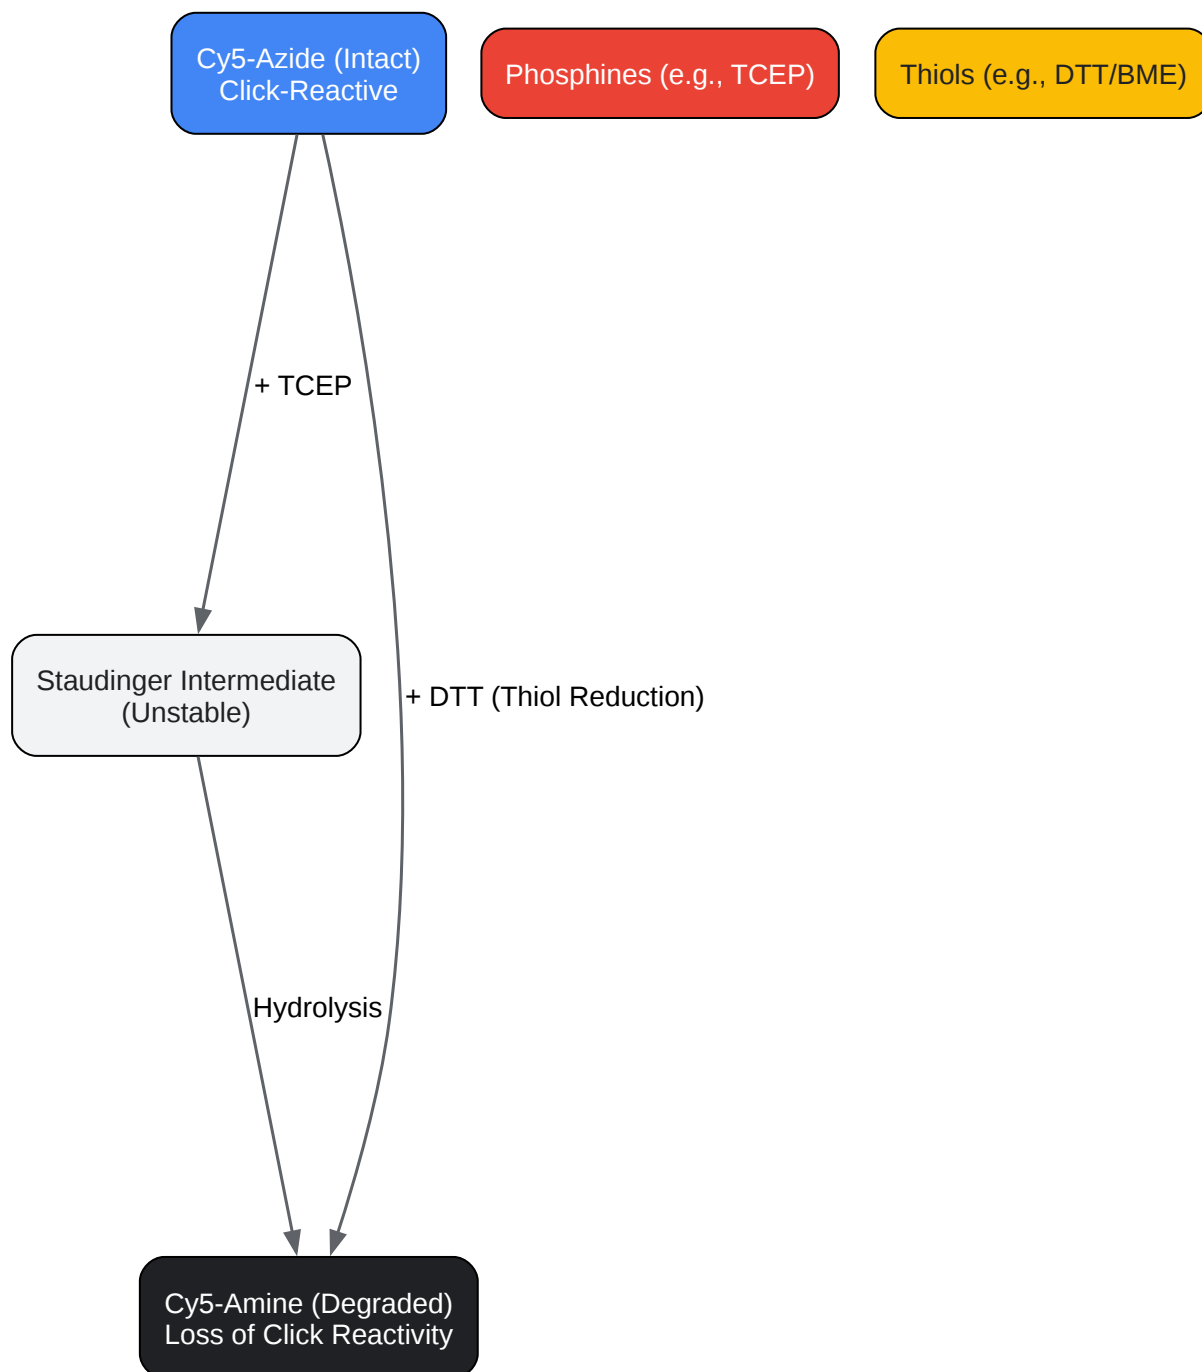 Cy5-Azide (Intact)
Click-Reactive
Phosphines (e.g., TCEP)
Thiols (e.g., DTT/BME)
+ TCEP
Staudinger Intermediate
(Unstable)
+ DTT (Thiol Reduction)
Hydrolysis
Cy5-Amine (Degraded)
Loss of Click Reactivity